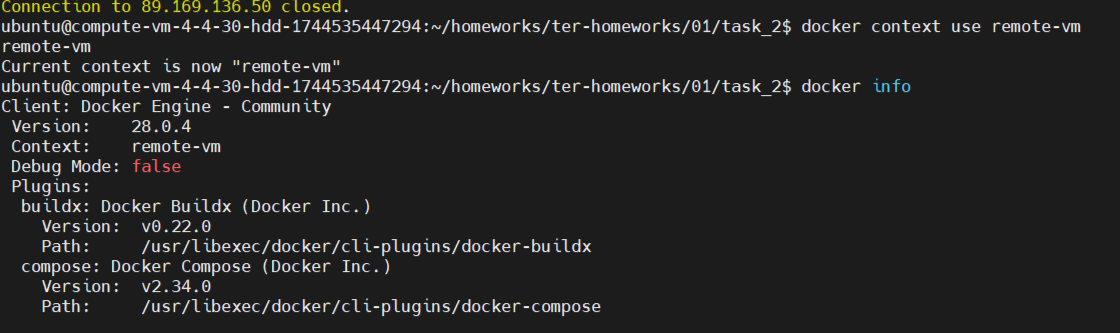 Connection to 89.169.136.50 closed.
ubuntu@compute-vm-4-4-30-hdd-1744535447294:~/homeworks/ter-homeworks/01/task_2$ docker context use remote-vm
remote-vm
Current context is now "remote-vm"
ubuntu@compute-vm-4-4-30-hdd-1744535447294:~/homeworks/ter-homeworks/01/task_2$ docker info
Client: Docker Engine - Community
 Version:    28.0.4
 Context:    remote-vm
 Debug Mode: false
 Plugins:
  buildx: Docker Buildx (Docker Inc.)
    Version:  v0.22.0
    Path:     /usr/libexec/docker/cli-plugins/docker-buildx
  compose: Docker Compose (Docker Inc.)
    Version:  v2.34.0
    Path:     /usr/libexec/docker/cli-plugins/docker-compose